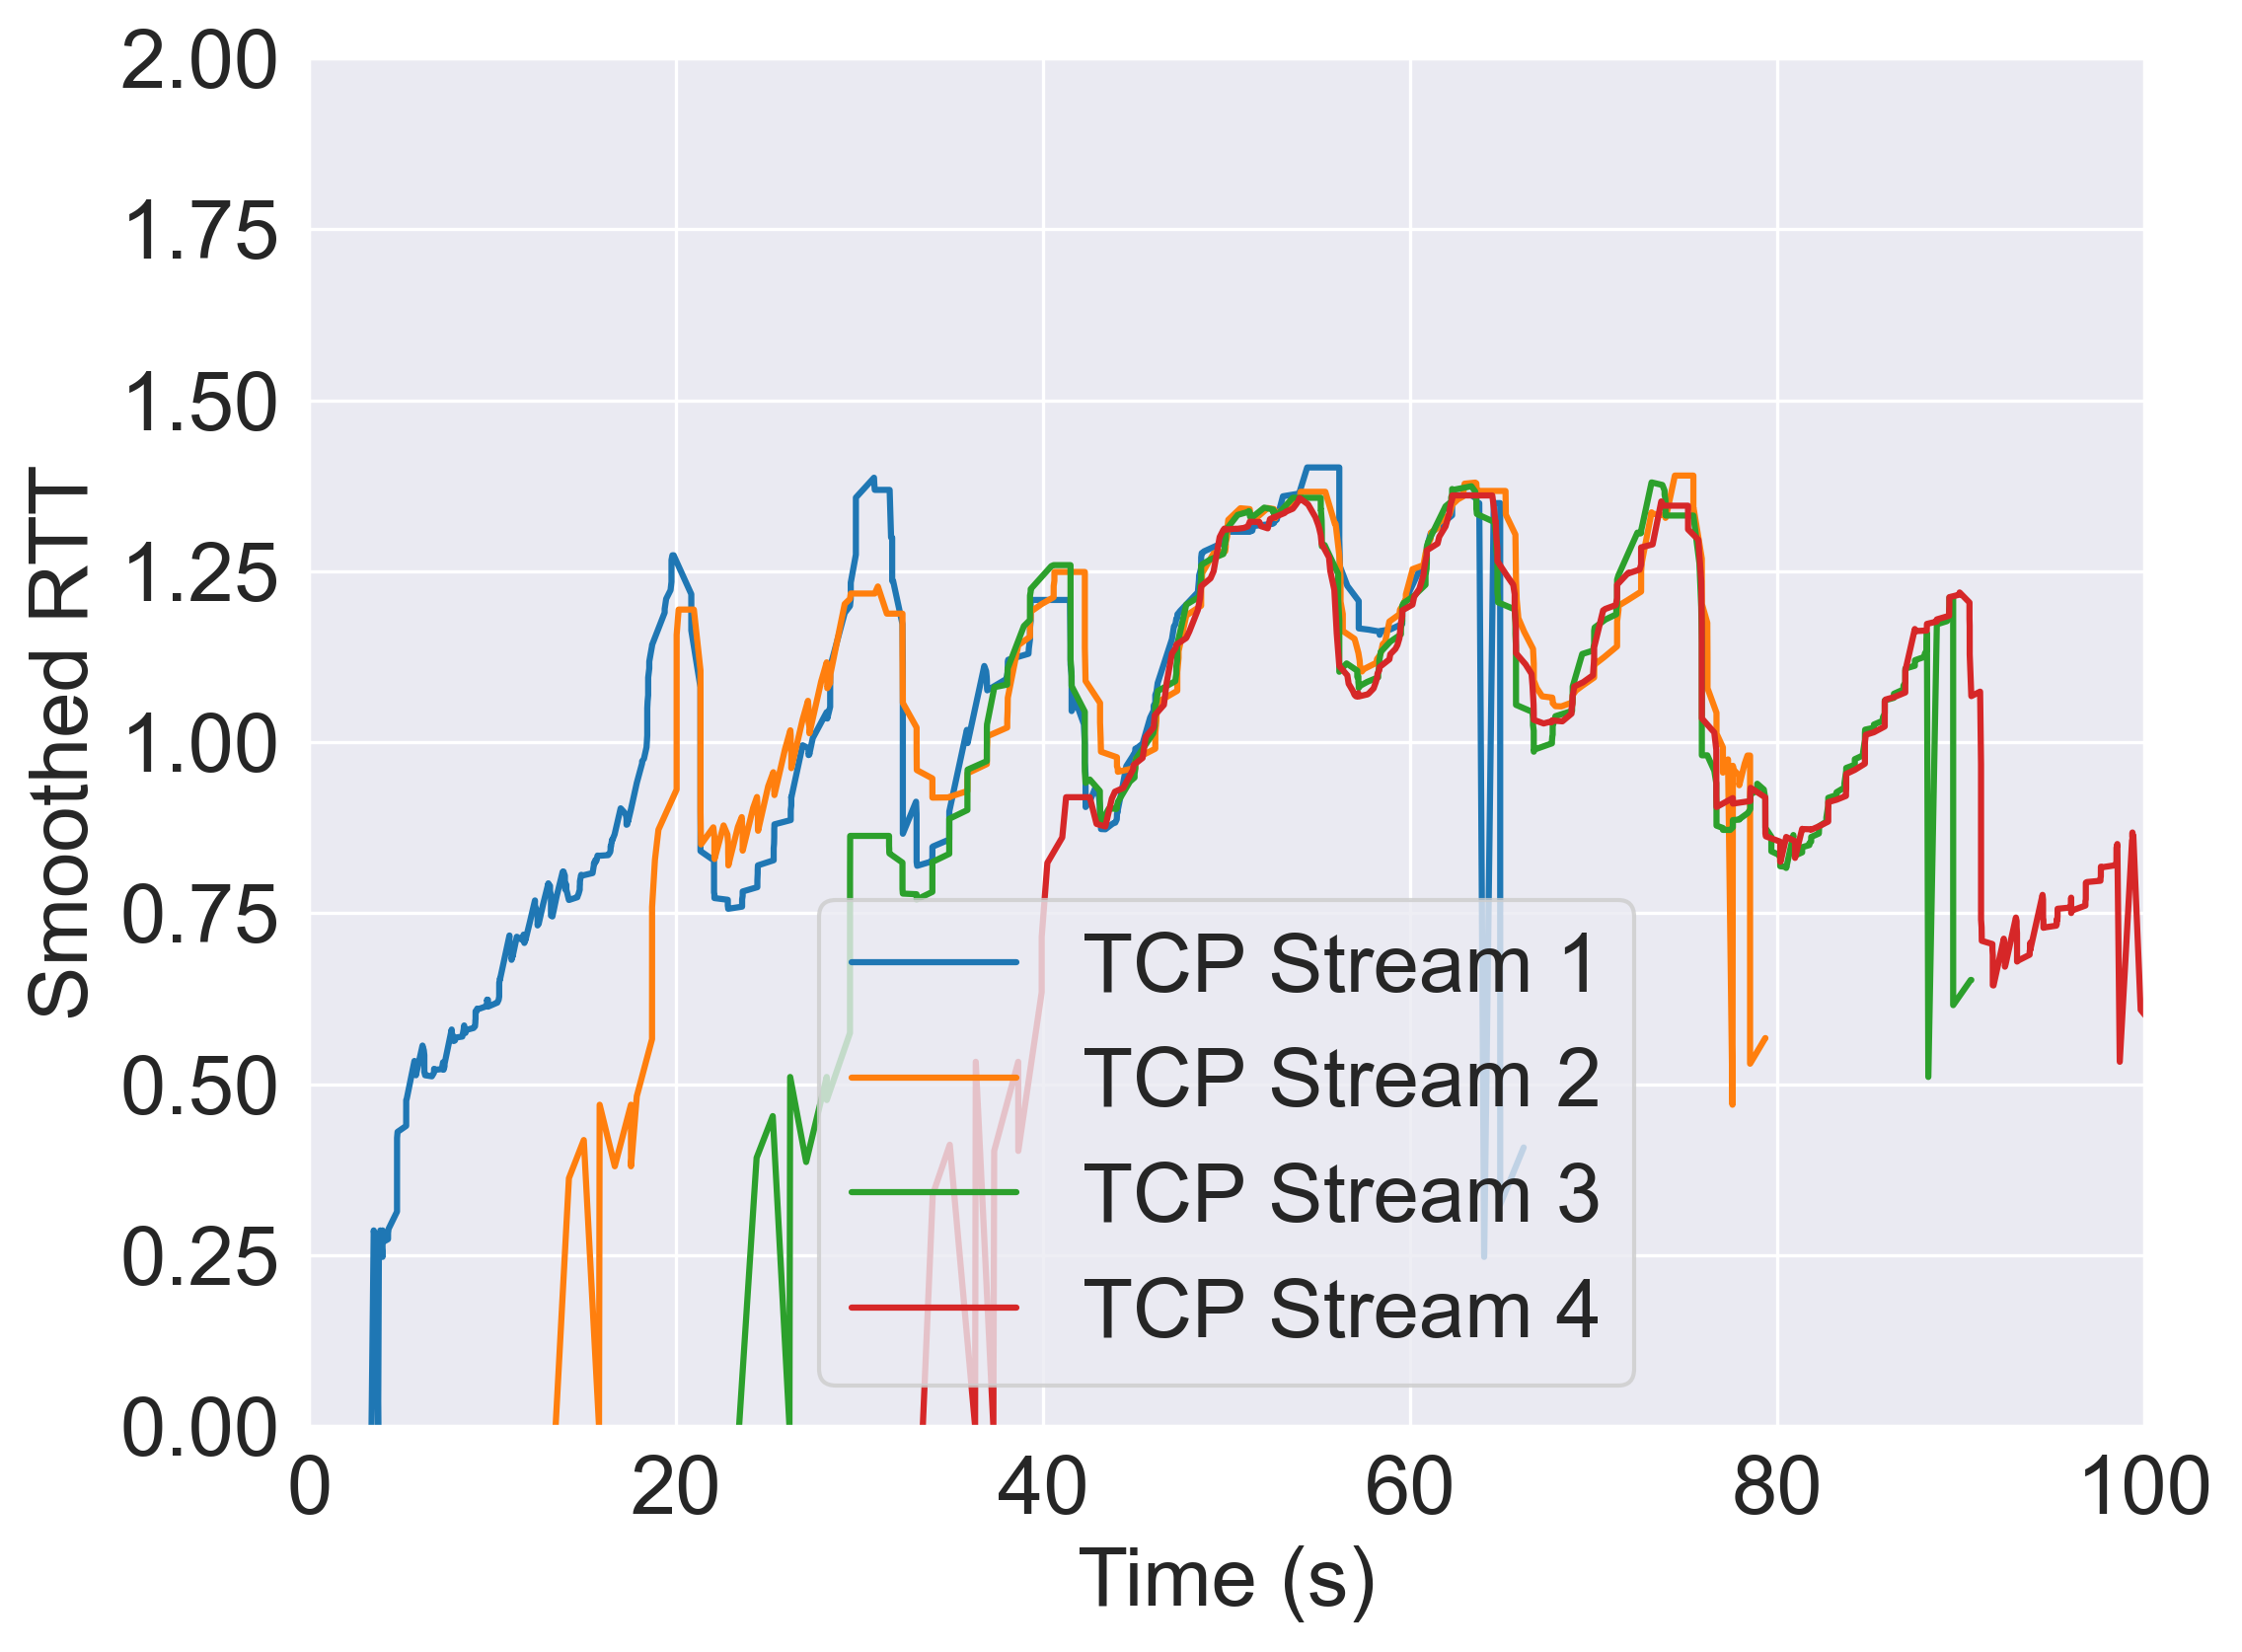 2.00
1.75
1.50
1.25
1.00
0.75
0.50
0.25
0.00
Smoothed RTT
0 20 40 60 80 100
Time (s)
TCP Stream 1
TCP Stream 2
TCP Stream 3
TCP Stream 4